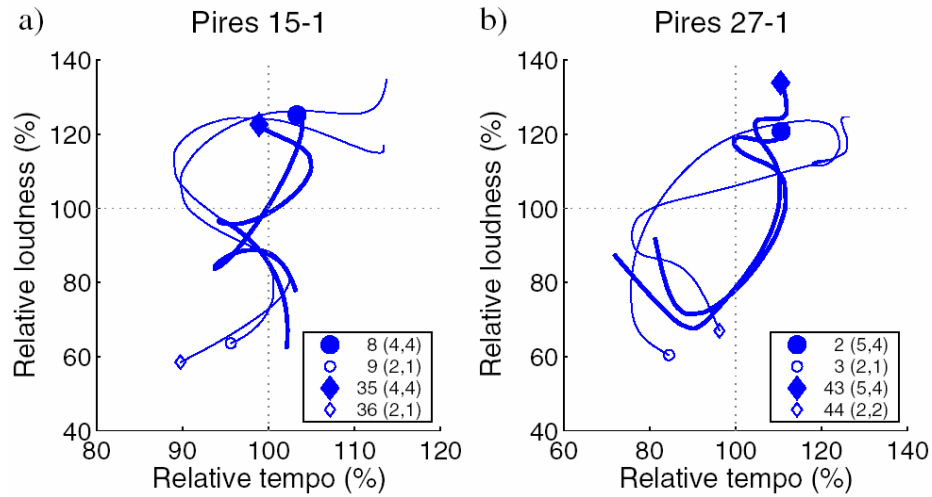 a) Pires 15-1
b) Pires 27-1
Relative loudness (%)
140
120
100
80
60
40
80 90 100 110 120
Relative tempo (%)
8 (4,4)
9 (2,1)
35 (4,4)
36 (2,1)
Relative loudness (%)
140
120
100
80
60
40
60 80 100 120 140
Relative tempo (%)
2 (5,4)
3 (2,1)
43 (5,4)
44 (2,2)